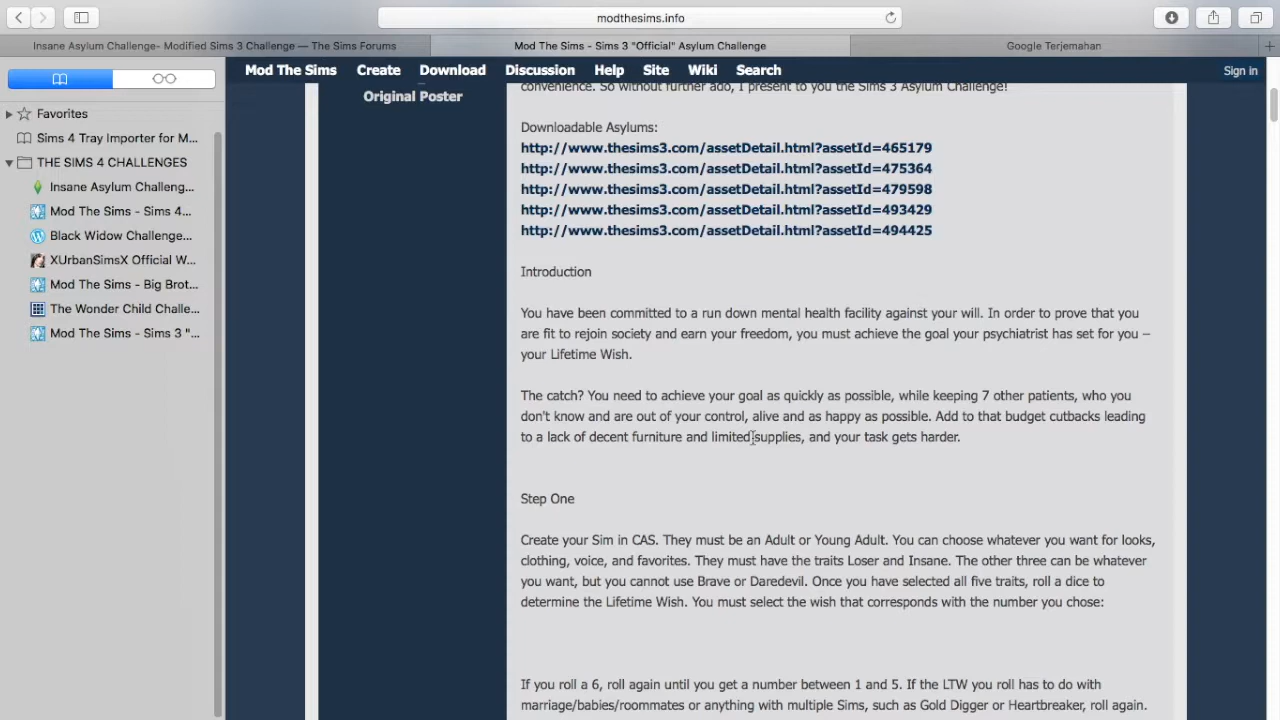 modthesims.info
Insane Asylum Challenge- Modified Sims 3 Challenge — The Sims Forums
Mod The Sims - Sims 3 "Official" Asylum Challenge
Google Terjemahan
Mod The Sims
Create
Download
Discussion
Help
Site
Wiki
Search
Sign in
Favorites
Sims 4 Tray Importer for M...
THE SIMS 4 CHALLENGES
Insane Asylum Challeng...
Mod The Sims - Sims 4...
Black Widow Challenge...
XUrbanSimsX Official W...
Mod The Sims - Big Brot...
The Wonder Child Challe...
Mod The Sims - Sims 3 "...
Original Poster
convenience. So without further ado, I present to you the Sims 3 Asylum Challenge!
Downloadable Asylums:
http://www.thesims3.com/assetDetail.html?assetId=465179
http://www.thesims3.com/assetDetail.html?assetId=475364
http://www.thesims3.com/assetDetail.html?assetId=479598
http://www.thesims3.com/assetDetail.html?assetId=493429
http://www.thesims3.com/assetDetail.html?assetId=494425
Introduction
You have been committed to a run down mental health facility against your will. In order to prove that you
are fit to rejoin society and earn your freedom, you must achieve the goal your psychiatrist has set for you –
your Lifetime Wish.
The catch? You need to achieve your goal as quickly as possible, while keeping 7 other patients, who you
don't know and are out of your control, alive and as happy as possible. Add to that budget cutbacks leading
to a lack of decent furniture and limited supplies, and your task gets harder.
Step One
Create your Sim in CAS. They must be an Adult or Young Adult. You can choose whatever you want for looks,
clothing, voice, and favorites. They must have the traits Loser and Insane. The other three can be whatever
you want, but you cannot use Brave or Daredevil. Once you have selected all five traits, roll a dice to
determine the Lifetime Wish. You must select the wish that corresponds with the number you chose:
If you roll a 6, roll again until you get a number between 1 and 5. If the LTW you roll has to do with
marriage/babies/roommates or anything with multiple Sims, such as Gold Digger or Heartbreaker, roll again.